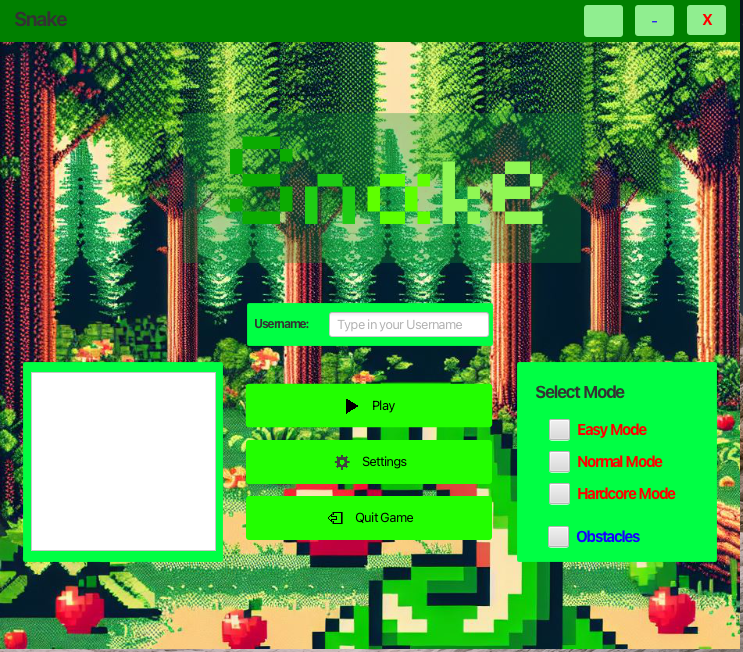 Snake
- X
Snake
Username: Type in your Username
Play
Settings
Quit Game
Select Mode
Easy Mode
Normal Mode
Hardcore Mode
Obstacles